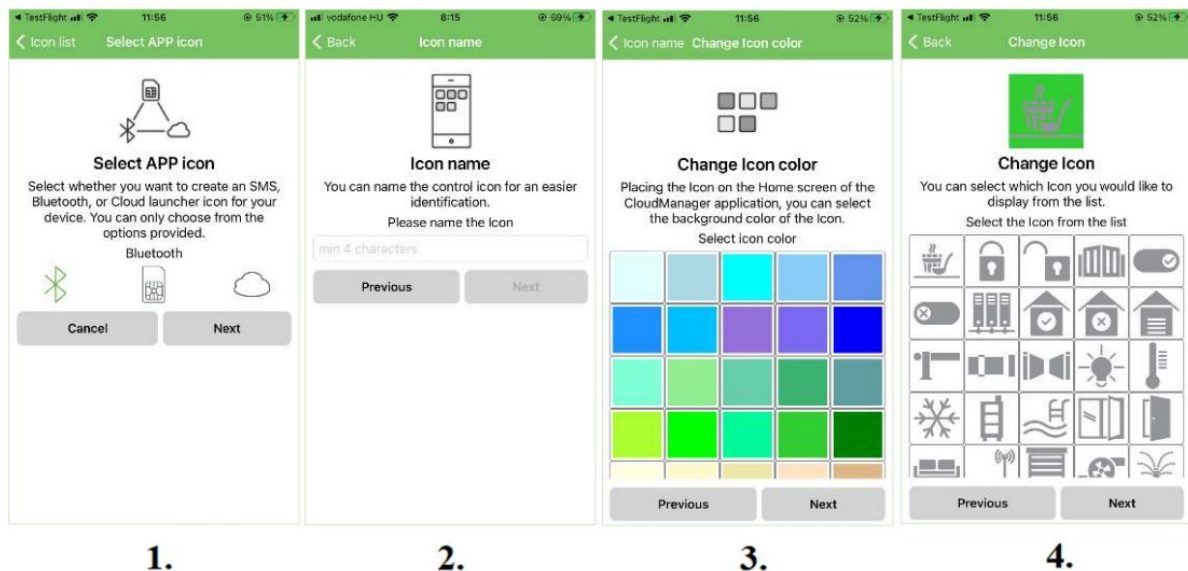 TestFlight 11:56 51%
Icon list Select APP icon
Select APP icon
Select whether you want to create an SMS,
Bluetooth, or Cloud launcher icon for your
device. You can only choose from the
options provided.
Bluetooth
Cancel Next
1.
vodafone HU 8:15 69%
Back Icon name
Icon name
You can name the control icon for an easier
identification.
Please name the Icon
min 4 characters
Previous Next
2.
TestFlight 11:56 52%
Icon name Change Icon color
Change Icon color
Placing the Icon on the Home screen of the
CloudManager application, you can select
the background color of the Icon.
Select icon color
Previous Next
3.
TestFlight 11:56 52%
Back Change Icon
Change Icon
You can select which Icon you would like to
display from the list.
Select the Icon from the list
Previous Next
4.